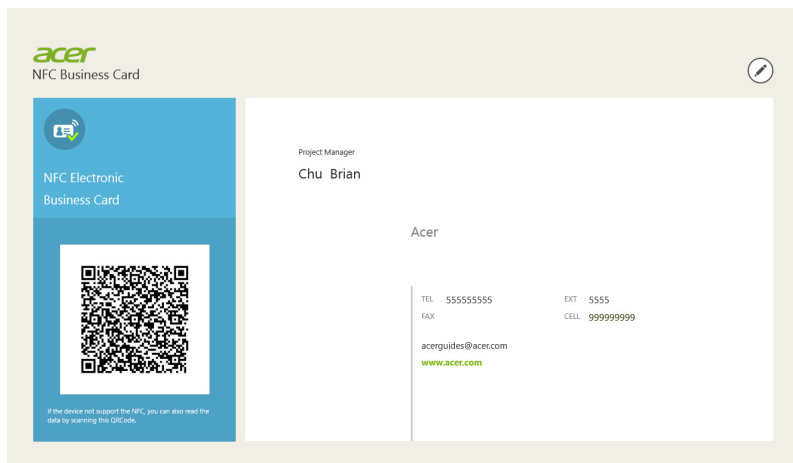 acer
NFC Business Card
NFC Electronic
Business Card
if the device not support the NFC, you can also read the
data by scanning this QRCode.
Project Manager
Chu Brian
Acer
TEL 555555555 EXT 5555
FAX CELL 999999999
acerguides@acer.com
www.acer.com